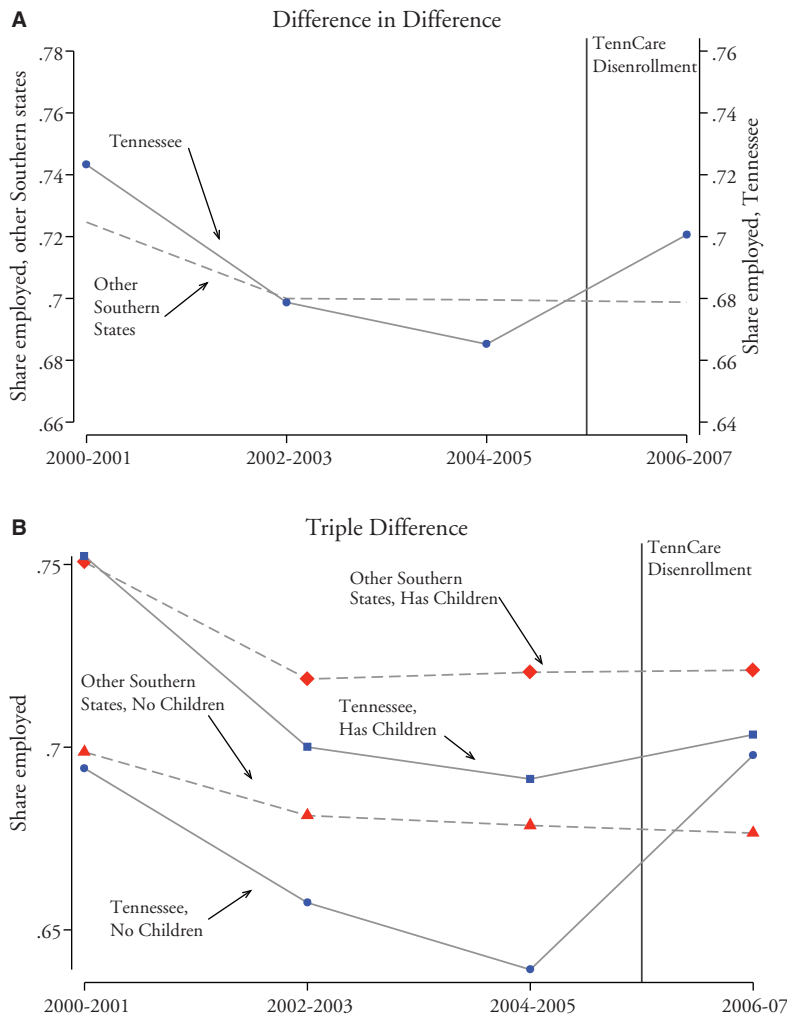 A
Difference in Difference
Share employed, other Southern states
.78
.76
.74
.72
.7
.68
.66
Tennessee
Other
Southern
States
TennCare
Disenrollment
.76
.74
.72
.7
.68
.66
.64
Share employed, Tennessee
2000-2001
2002-2003
2004-2005
2006-2007
B
Triple Difference
Share employed
.75
.7
.65
TennCare
Disenrollment
Other Southern
States, Has Children
Other Southern
States, No Children
Tennessee,
Has Children
Tennessee,
No Children
2000-2001
2002-2003
2004-2005
2006-07